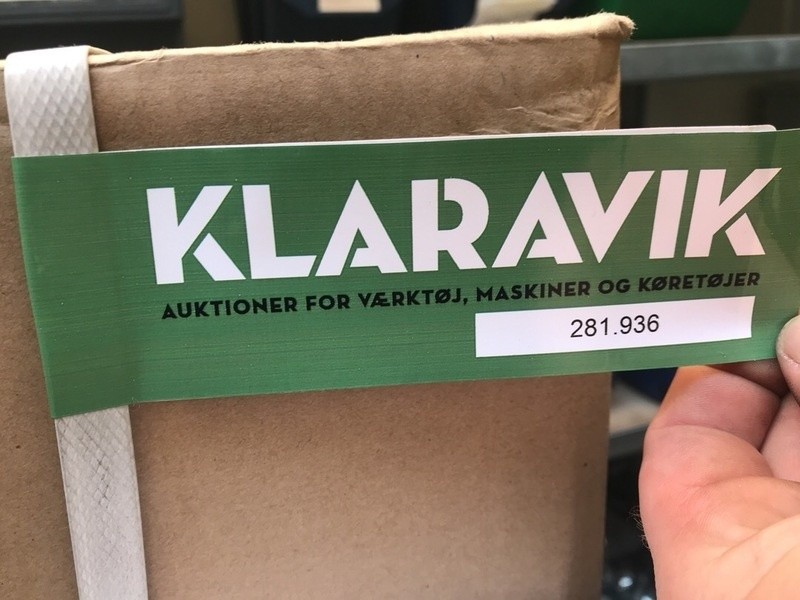 KLARAVIK
AUKTIONER FOR VÆRKTØJ, MASKINER OG KØRETØJER
281.936